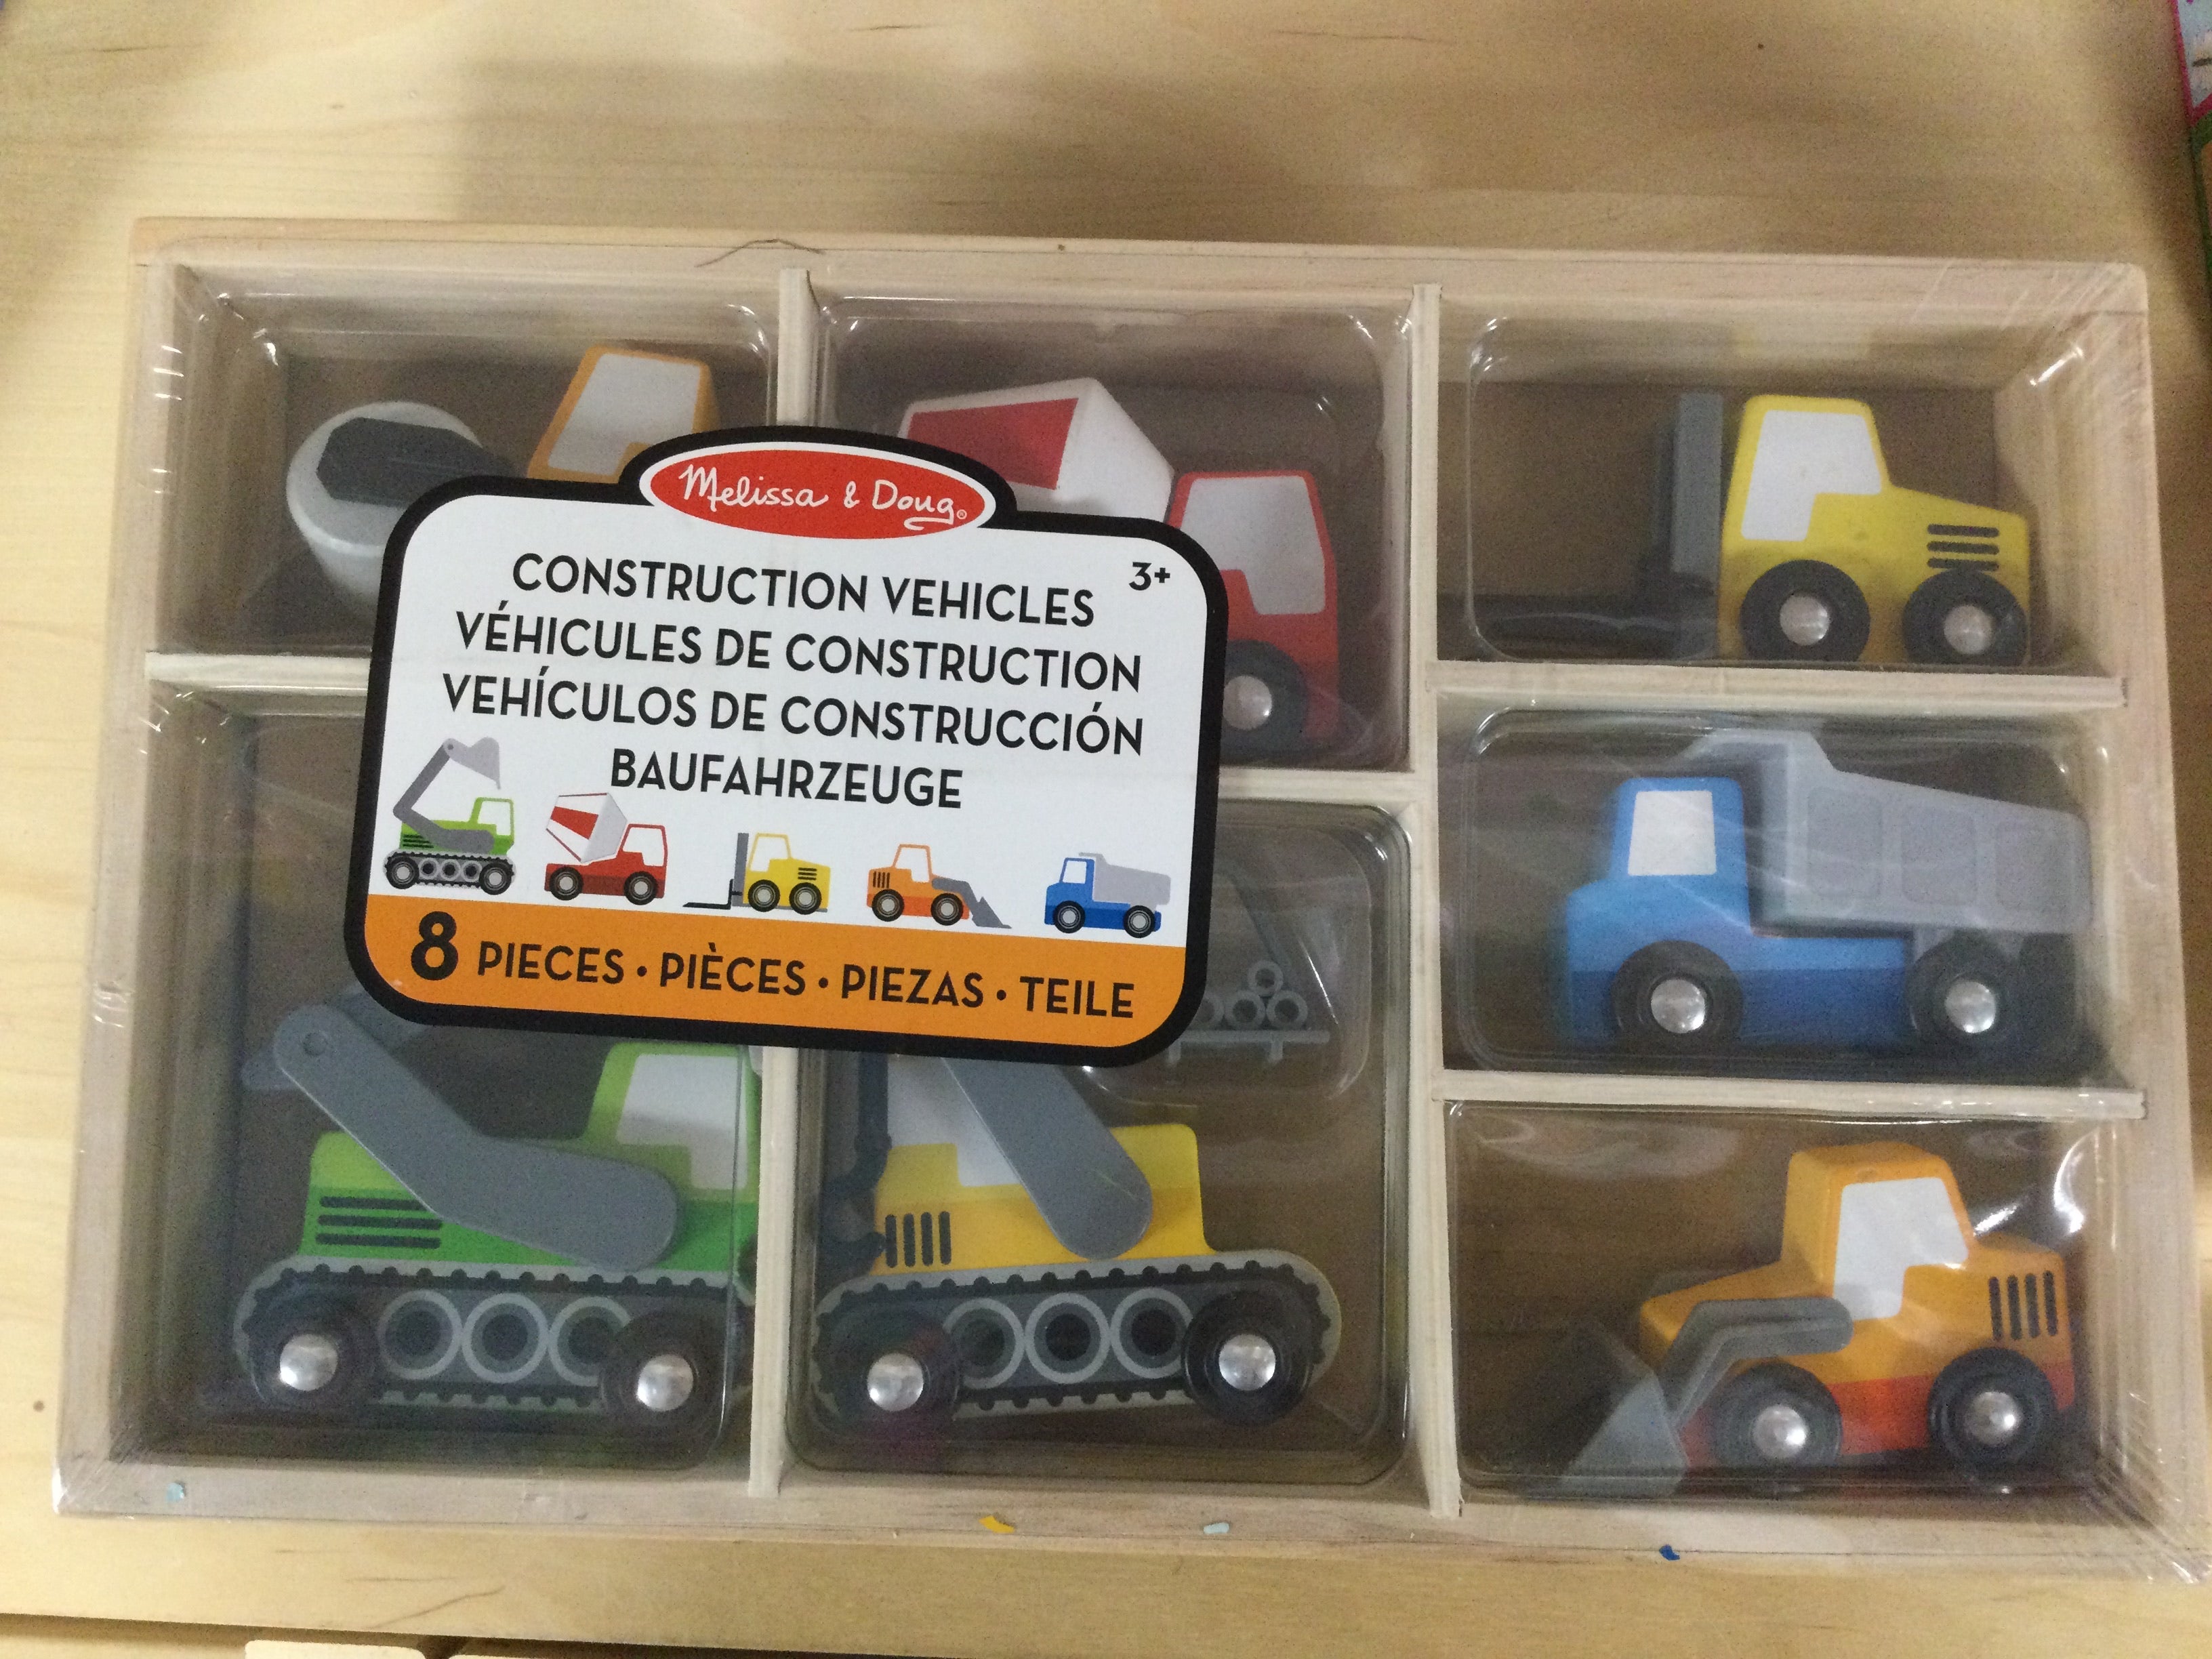 Melissa & Doug®
3+
CONSTRUCTION VEHICLES
VÉHICULES DE CONSTRUCTION
VEHÍCULOS DE CONSTRUCCIÓN
BAUFAHRZEUGE
8 PIECES • PIÈCES • PIEZAS • TEILE